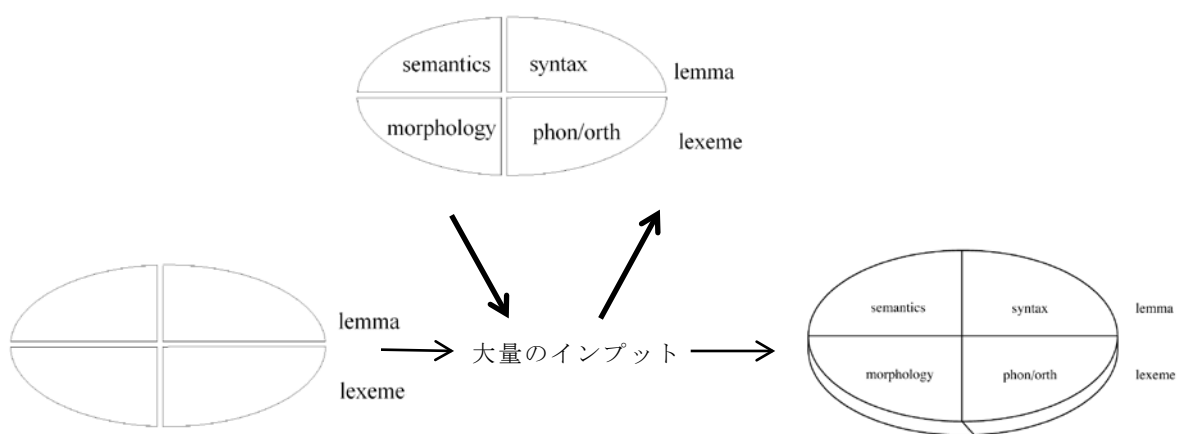 semantics syntax lemma
morphology phon/orth lexeme
lemma
lexeme
大量のインプット
semantics syntax lemma
morphology phon/orth lexeme